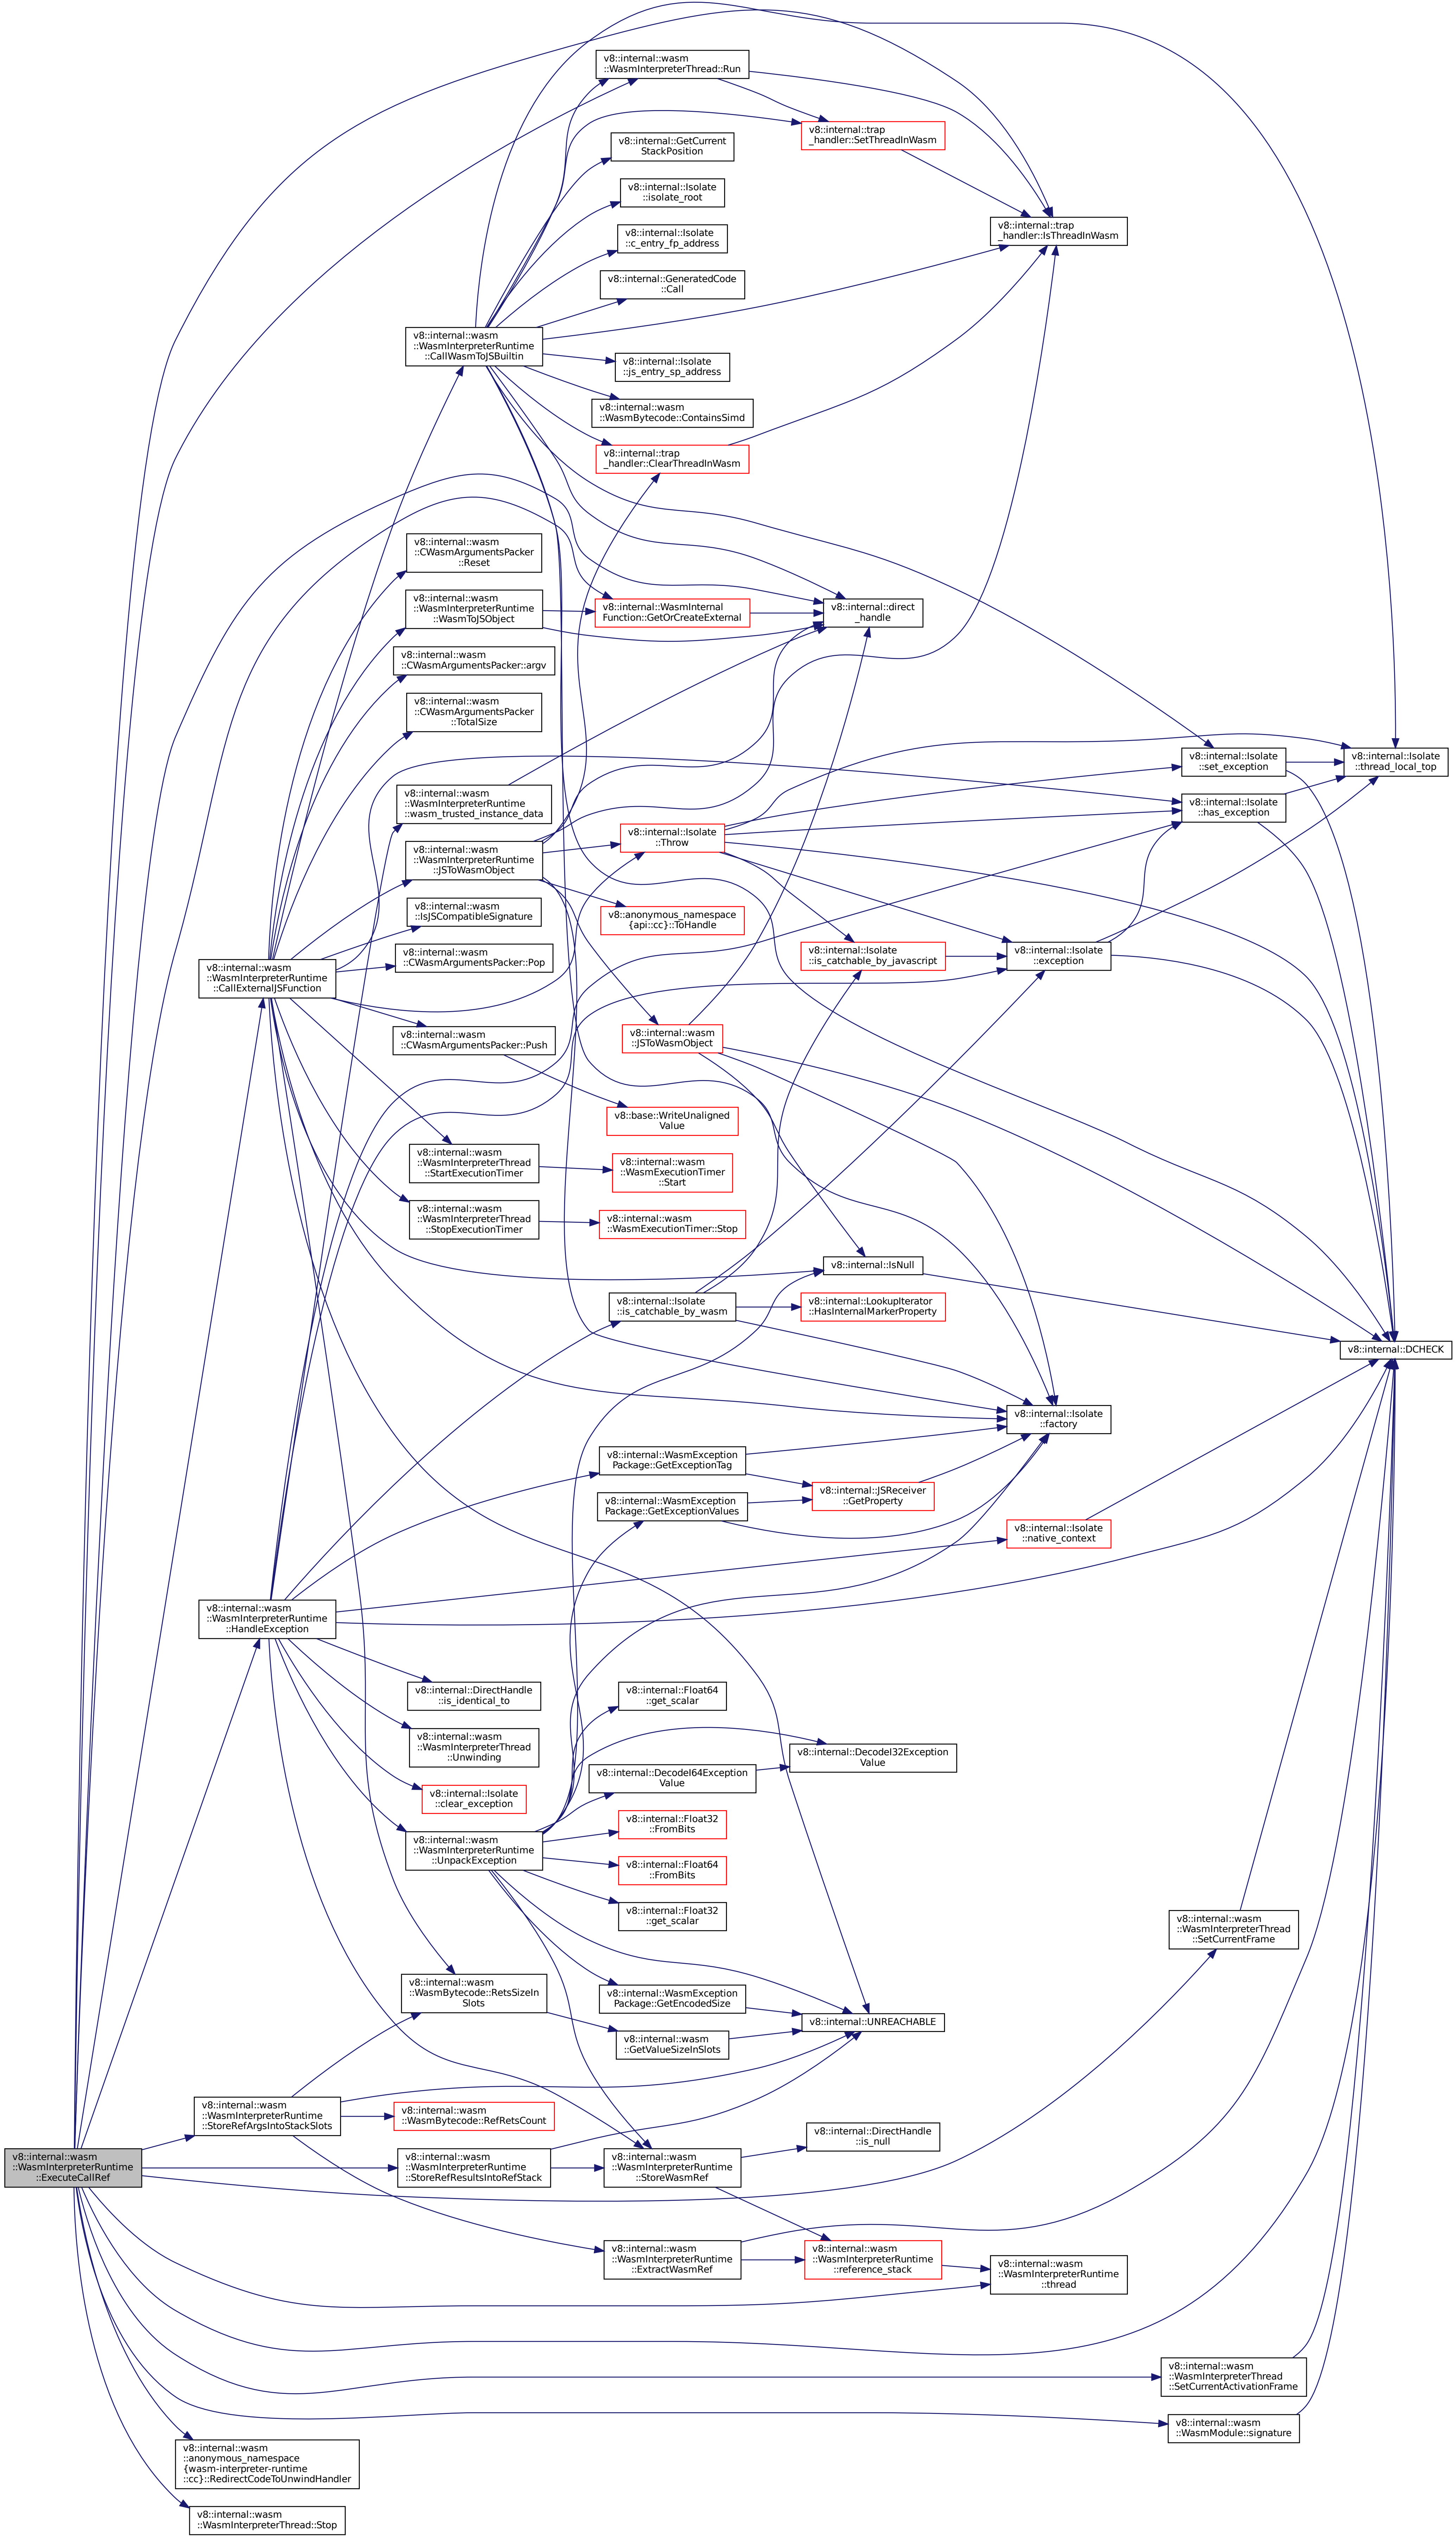 v8::internal::wasm
::WasmInterpreterThread::Run
v8::internal::trap
_handler::SetThreadInWasm
v8::internal::GetCurrent
StackPosition
v8::internal::Isolate
::isolate_root
v8::internal::trap
_handler::IsThreadInWasm
v8::internal::Isolate
::c_entry_fp_address
v8::internal::GeneratedCode
::Call
v8::internal::wasm
::WasmInterpreterRuntime
::CallWasmToJSBuiltin
v8::internal::Isolate
::js_entry_sp_address
v8::internal::wasm
::WasmBytecode::ContainsSimd
v8::internal::trap
_handler::ClearThreadInWasm
v8::internal::wasm
::CWasmArgumentsPacker
::Reset
v8::internal::wasm
::WasmInterpreterRuntime
::WasmToJSObject
v8::internal::WasmInternal
Function::GetOrCreateExternal
v8::internal::direct
_handle
v8::internal::wasm
::CWasmArgumentsPacker::argv
v8::internal::wasm
::CWasmArgumentsPacker
::TotalSize
v8::internal::Isolate
::set_exception
v8::internal::Isolate
::thread_local_top
v8::internal::wasm
::WasmInterpreterRuntime
::wasm_trusted_instance_data
v8::internal::Isolate
::has_exception
v8::internal::wasm
::WasmInterpreterRuntime
::JSToWasmObject
v8::internal::Isolate
::Throw
v8::internal::wasm
::IsJSCompatibleSignature
v8::anonymous_namespace
{api::cc}::ToHandle
v8::internal::wasm
::CWasmArgumentsPacker::Pop
v8::internal::Isolate
::is_catchable_by_javascript
v8::internal::Isolate
::exception
v8::internal::wasm
::WasmInterpreterRuntime
::CallExternalJSFunction
v8::internal::wasm
::CWasmArgumentsPacker::Push
v8::internal::wasm
::JSToWasmObject
v8::base::WriteUnaligned
Value
v8::internal::wasm
::WasmInterpreterThread
::StartExecutionTimer
v8::internal::wasm
::WasmExecutionTimer
::Start
v8::internal::wasm
::WasmInterpreterThread
::StopExecutionTimer
v8::internal::wasm
::WasmExecutionTimer::Stop
v8::internal::IsNull
v8::internal::Isolate
::is_catchable_by_wasm
v8::internal::LookupIterator
::HasInternalMarkerProperty
v8::internal::DCHECK
v8::internal::Isolate
::factory
v8::internal::WasmException
Package::GetExceptionTag
v8::internal::JSReceiver
::GetProperty
v8::internal::WasmException
Package::GetExceptionValues
v8::internal::Isolate
::native_context
v8::internal::wasm
::WasmInterpreterRuntime
::HandleException
v8::internal::DirectHandle
::is_identical_to
v8::internal::Float64
::get_scalar
v8::internal::wasm
::WasmInterpreterThread
::Unwinding
v8::internal::DecodeI32Exception
Value
v8::internal::DecodeI64Exception
Value
v8::internal::Isolate
::clear_exception
v8::internal::Float32
::FromBits
v8::internal::wasm
::WasmInterpreterRuntime
::UnpackException
v8::internal::Float64
::FromBits
v8::internal::Float32
::get_scalar
v8::internal::wasm
::WasmInterpreterThread
::SetCurrentFrame
v8::internal::wasm
::WasmBytecode::RetsSizeIn
Slots
v8::internal::WasmException
Package::GetEncodedSize
v8::internal::UNREACHABLE
v8::internal::wasm
::GetValueSizeInSlots
v8::internal::wasm
::WasmInterpreterRuntime
::StoreRefArgsIntoStackSlots
v8::internal::wasm
::WasmBytecode::RefRetsCount
v8::internal::DirectHandle
::is_null
v8::internal::wasm
::WasmInterpreterRuntime
::ExecuteCallRef
v8::internal::wasm
::WasmInterpreterRuntime
::StoreRefResultsIntoRefStack
v8::internal::wasm
::WasmInterpreterRuntime
::StoreWasmRef
v8::internal::wasm
::WasmInterpreterRuntime
::ExtractWasmRef
v8::internal::wasm
::WasmInterpreterRuntime
::reference_stack
v8::internal::wasm
::WasmInterpreterRuntime
::thread
v8::internal::wasm
::WasmInterpreterThread
::SetCurrentActivationFrame
v8::internal::wasm
::WasmModule::signature
v8::internal::wasm
::anonymous_namespace
{wasm-interpreter-runtime
::cc}::RedirectCodeToUnwindHandler
v8::internal::wasm
::WasmInterpreterThread::Stop